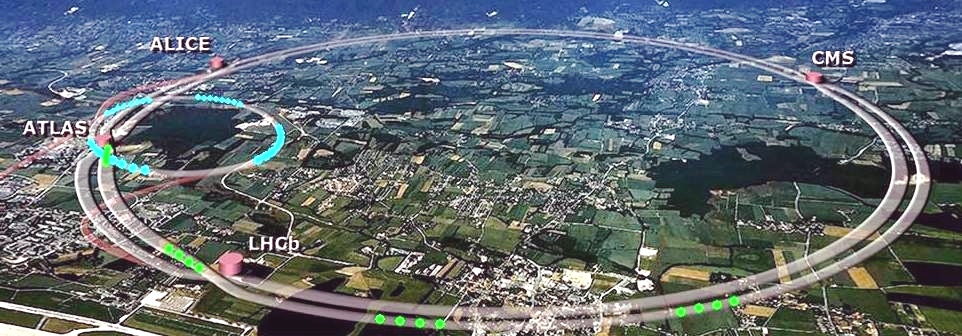 ALICE
CMS
ATLAS
LHCb